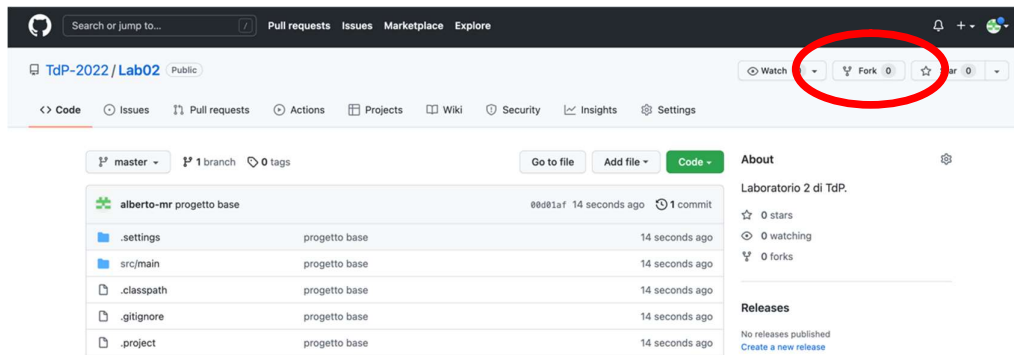 Search or jump to... / Pull requests Issues Marketplace Explore
TdP-2022 / Lab02 Public
Watch Fork 0 0
<> Code Issues Pull requests Actions Projects Wiki Security Insights Settings
master 1 branch 0 tags Go to file Add file Code
About
Laboratorio 2 di TdP.
alberto-mr progetto base 00d01af 14 seconds ago 1 commit
0 stars
.settings progetto base 14 seconds ago
0 watching
src/main progetto base 14 seconds ago
0 forks
.classpath progetto base 14 seconds ago
.gitignore progetto base 14 seconds ago
Releases
.project progetto base 14 seconds ago
No releases published
Create a new release